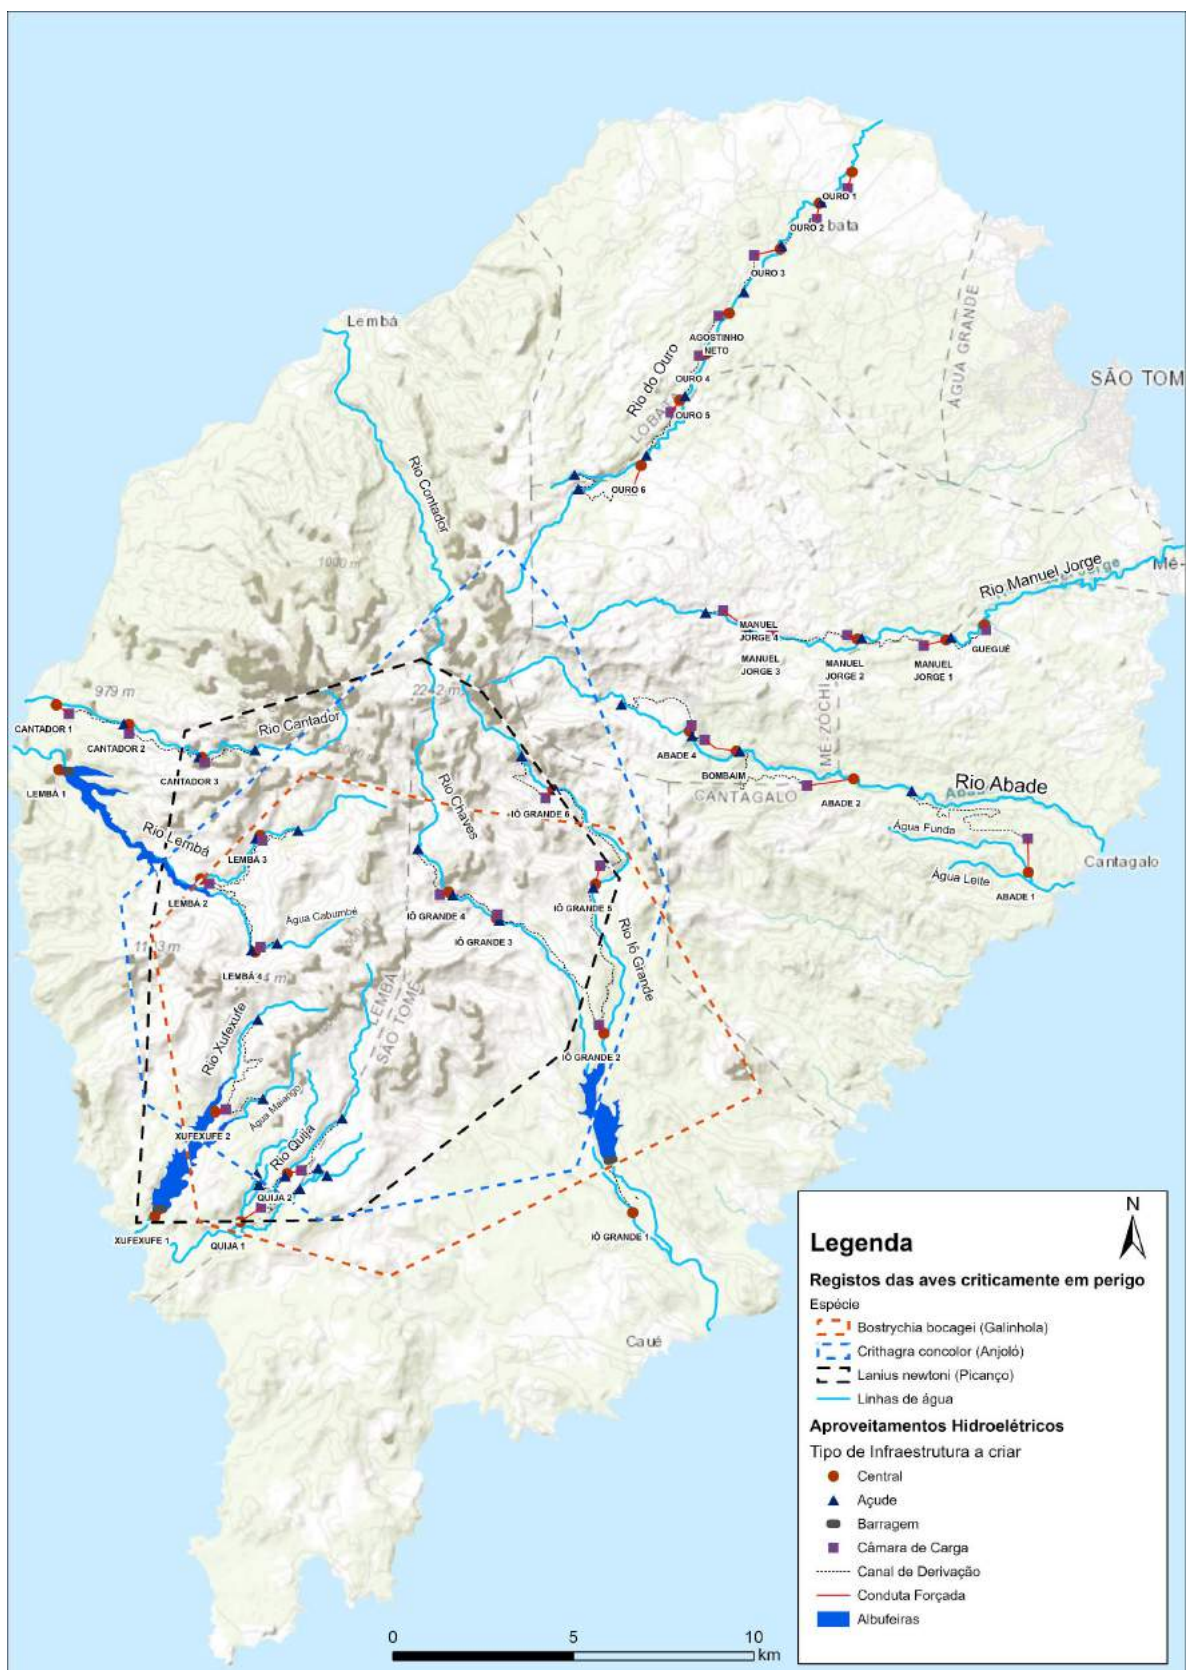 OURO 1
OURO 2
bata
OURO 3
Lembá
AGOSTINHO
NETO
ÁGUA GRANDE
SÃO TOM
OURO 4
Rio do Ouro
OURO 5
Rio Contador
OURO 6
1000 m
Rio Manuel Jorge
Mé-
MANUEL
JORGE 4
GUEGUÉ
MANUEL
JORGE 3
MANUEL
JORGE 2
MANUEL
JORGE 1
MÉ-ZÓCHI
979 m
2242 m
Rio Cantador
CANTADOR 1
CANTADOR 2
CANTADOR 3
ABADE 4
BOMBAIM
CANTAGALO
ABADE 2
Rio Abade
LEMBÁ 1
Rio Lembá
Rio Chaves
IÔ GRANDE 6
Água Funda
Cantagalo
LEMBÁ 3
Água Leite
ABADE 1
LEMBÁ 2
Água Cabumbé
IÔ GRANDE 4
IÔ GRANDE 5
IÔ GRANDE 3
Rio Iô Grande
LEMBÁ 4
LEMBÁ
SÃO TOMÉ
Rio Xufexufe
IÔ GRANDE 2
Água Maiango
XUFEXUFE 2
Rio Quija
QUIJA 2
XUFEXUFE 1
QUIJA 1
IÔ GRANDE 1
Caué
N
Legenda
Registos das aves criticamente em perigo
Espécie
Bostrychia bocagei (Galinhola)
Crithagra concolor (Anjoló)
Lanius newtoni (Picanço)
Linhas de água
Aproveitamentos Hidroelétricos
Tipo de Infraestrutura a criar
Central
Açude
Barragem
Câmara de Carga
Canal de Derivação
Conduta Forçada
Albufeiras
0 5 10
km